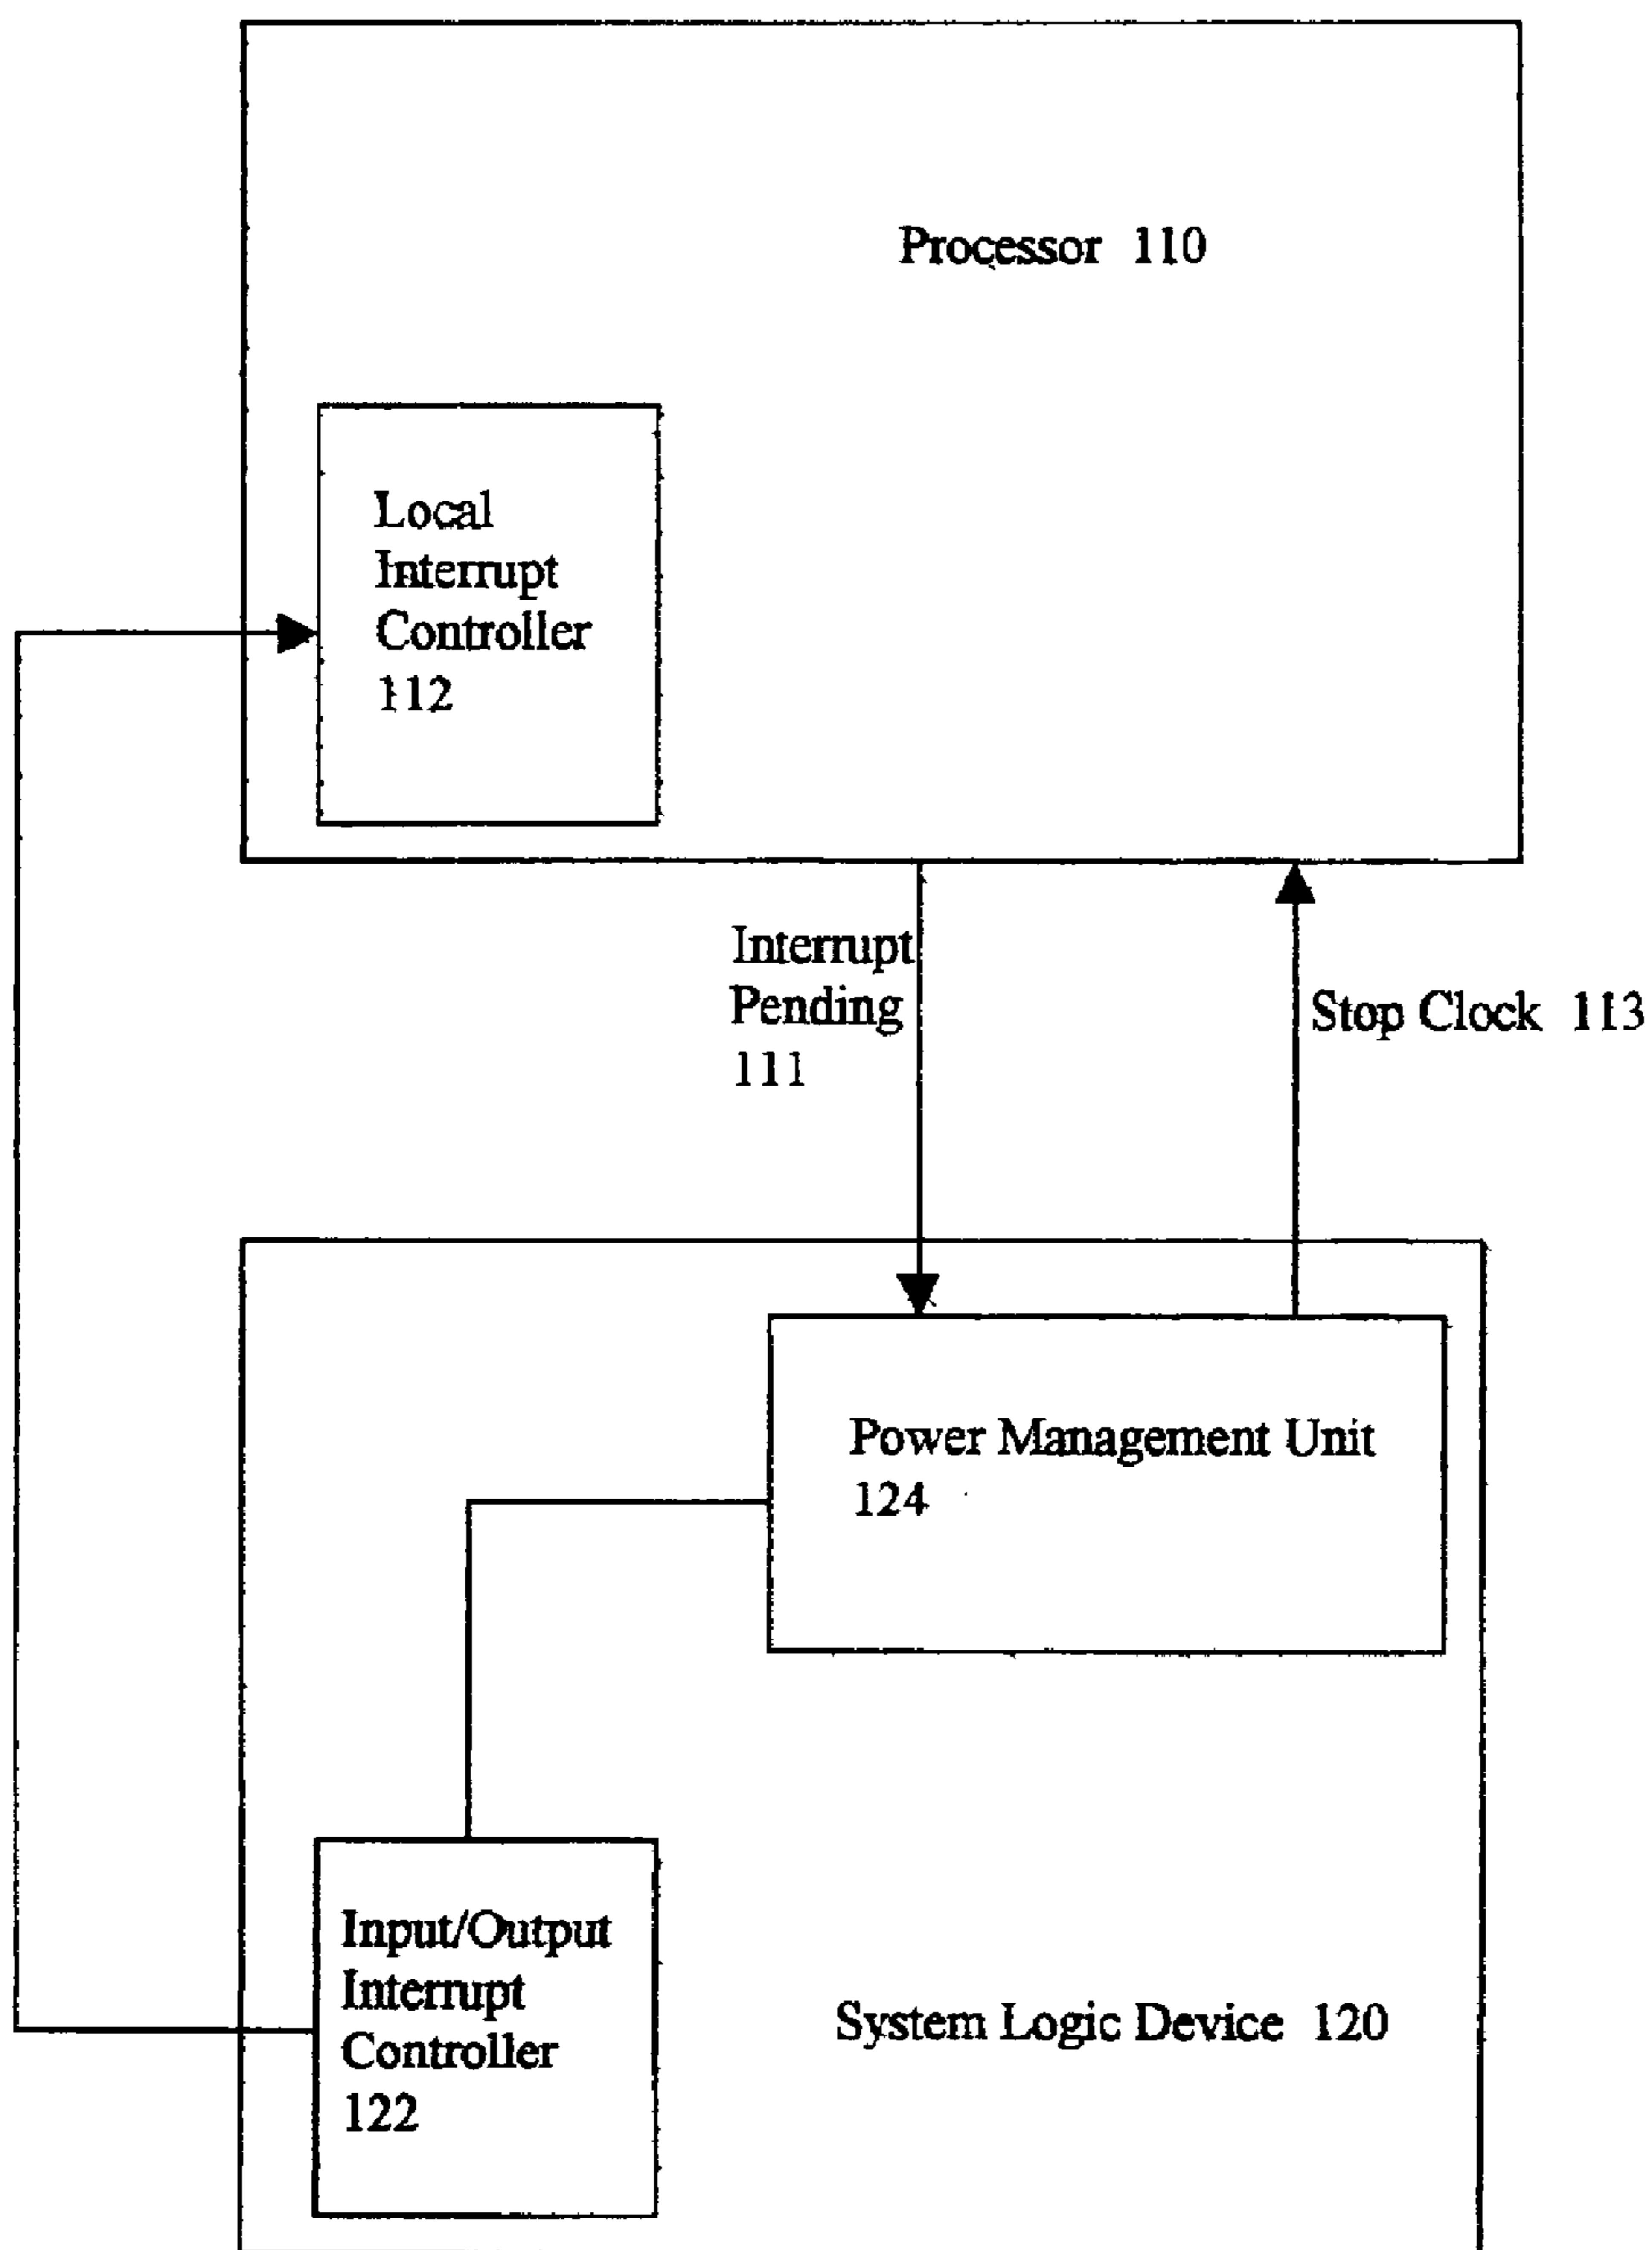 Processor 110
Local
Interrupt
Controller
112
Interrupt
Pending
111
Stop Clock 113
Power Management Unit
124
Input/Output
Interrupt
Controller
122
System Logic Device 120